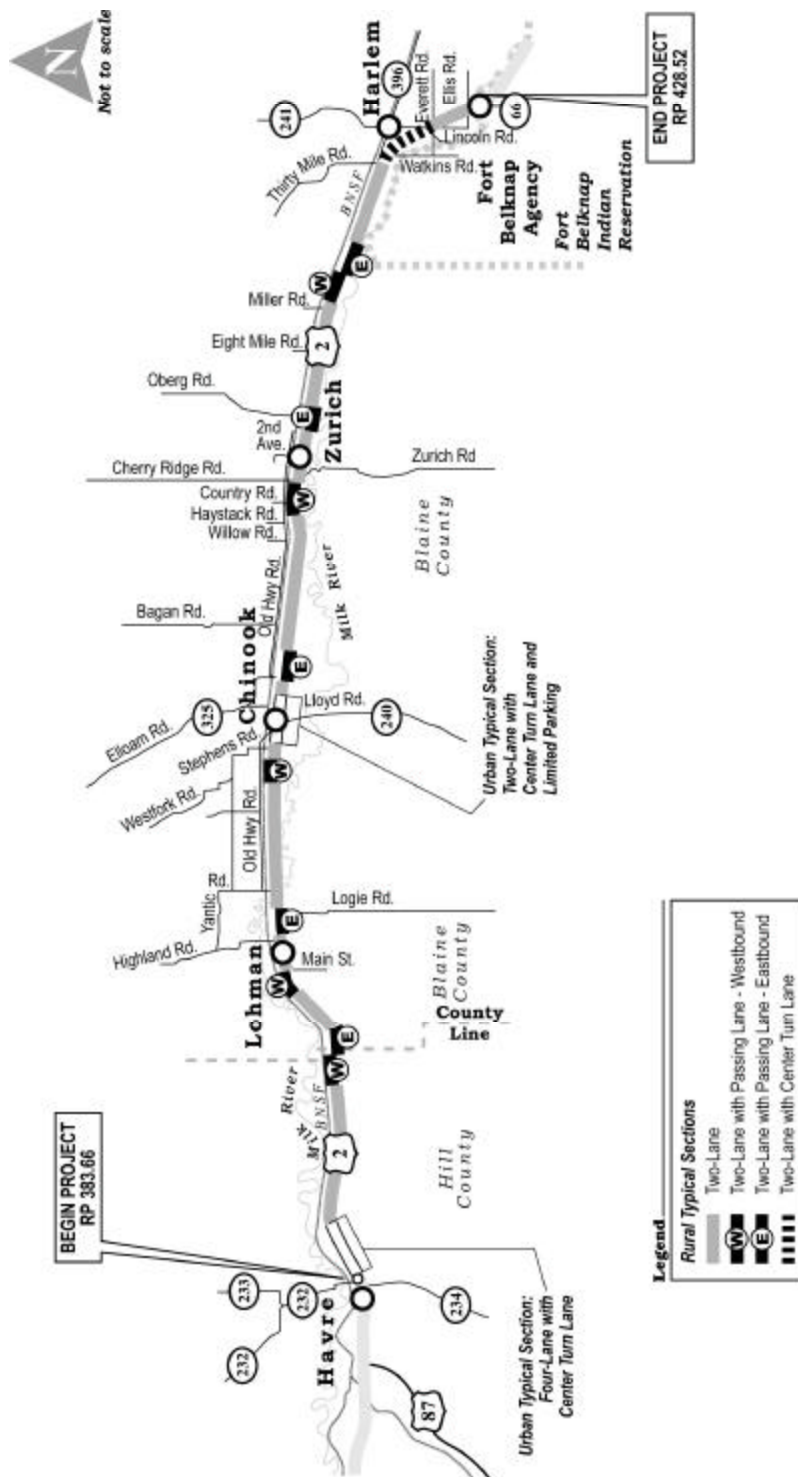 N
Not to scale
BEGIN PROJECT
RP 383.66
233
232
232
234
Havre
87
Urban Typical Section:
Four-Lane with
Center Turn Lane
Milk River
BNSF
2
Hill
County
County
Line
Blaine
County
Lohman
Main St.
Highland Rd.
Yantic
Rd.
Logie Rd.
Old Hwy Rd.
Westfork Rd.
Stephens Rd.
Elloam Rd.
325
Chinook
Lloyd Rd.
240
Urban Typical Section:
Two-Lane with
Center Turn Lane and
Limited Parking
Bagan Rd.
Old Hwy Rd.
Milk River
Blaine
County
Willow Rd.
Haystack Rd.
Country Rd.
Cherry Ridge Rd.
2nd
Ave.
Zurich
Zurich Rd
Oberg Rd.
Eight Mile Rd.
2
Miller Rd.
BNSF
Thirty Mile Rd.
241
Harlem
396
Everett Rd.
Ellis Rd.
Lincoln Rd.
Watkins Rd.
66
Fort
Belknap
Agency
Fort
Belknap
Indian
Reservation
END PROJECT
RP 428.52
W
E
W
E
W
E
W
E
W
E
Legend
Rural Typical Sections
Two-Lane
W Two-Lane with Passing Lane - Westbound
E Two-Lane with Passing Lane - Eastbound
Two-Lane with Center Turn Lane